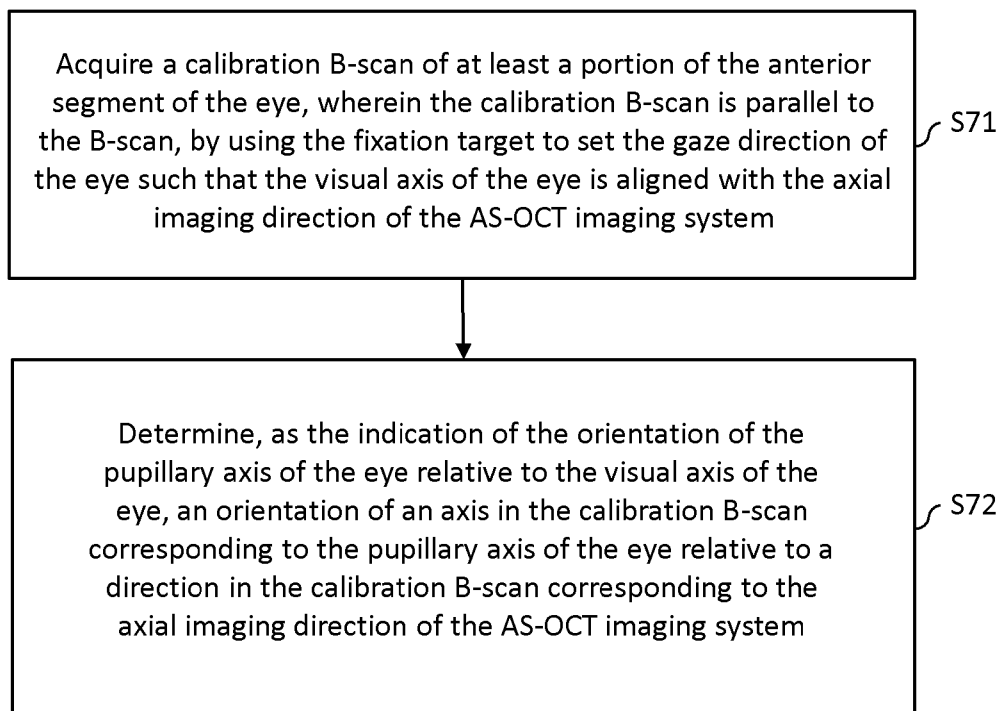 Acquire a calibration B-scan of at least a portion of the anterior
segment of the eye, wherein the calibration B-scan is parallel to
the B-scan, by using the fixation target to set the gaze direction of
the eye such that the visual axis of the eye is aligned with the axial
imaging direction of the AS-OCT imaging system
S71
Determine, as the indication of the orientation of the
pupillary axis of the eye relative to the visual axis of the
eye, an orientation of an axis in the calibration B-scan
corresponding to the pupillary axis of the eye relative to a
direction in the calibration B-scan corresponding to the
axial imaging direction of the AS-OCT imaging system
S72